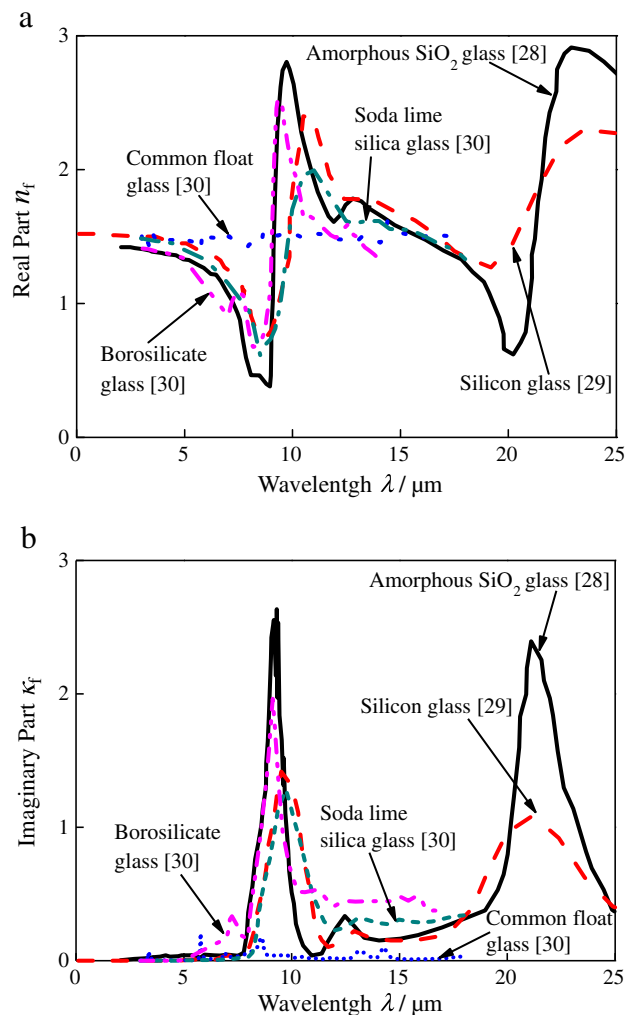 a
3
2
1
0
Real Part n_f
Amorphous SiO₂ glass [28]
Soda lime
silica glass [30]
Common float
glass [30]
Borosilicate
glass [30]
Silicon glass [29]
0 5 10 15 20 25
Wavelentgh λ / μm
b
3
2
1
0
Imaginary Part κ_f
Amorphous SiO₂ glass [28]
Silicon glass [29]
Borosilicate
glass [30]
Soda lime
silica glass [30]
Common float
glass [30]
0 5 10 15 20 25
Wavelentgh λ / μm